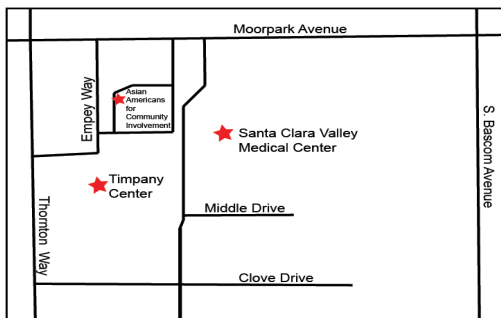 Moorpark Avenue
Empey Way
Asian
Americans
for
Community
Involvement
S. Bascom Avenue
Santa Clara Valley
Medical Center
Timpany
Center
Thornton Way
Middle Drive
Clove Drive